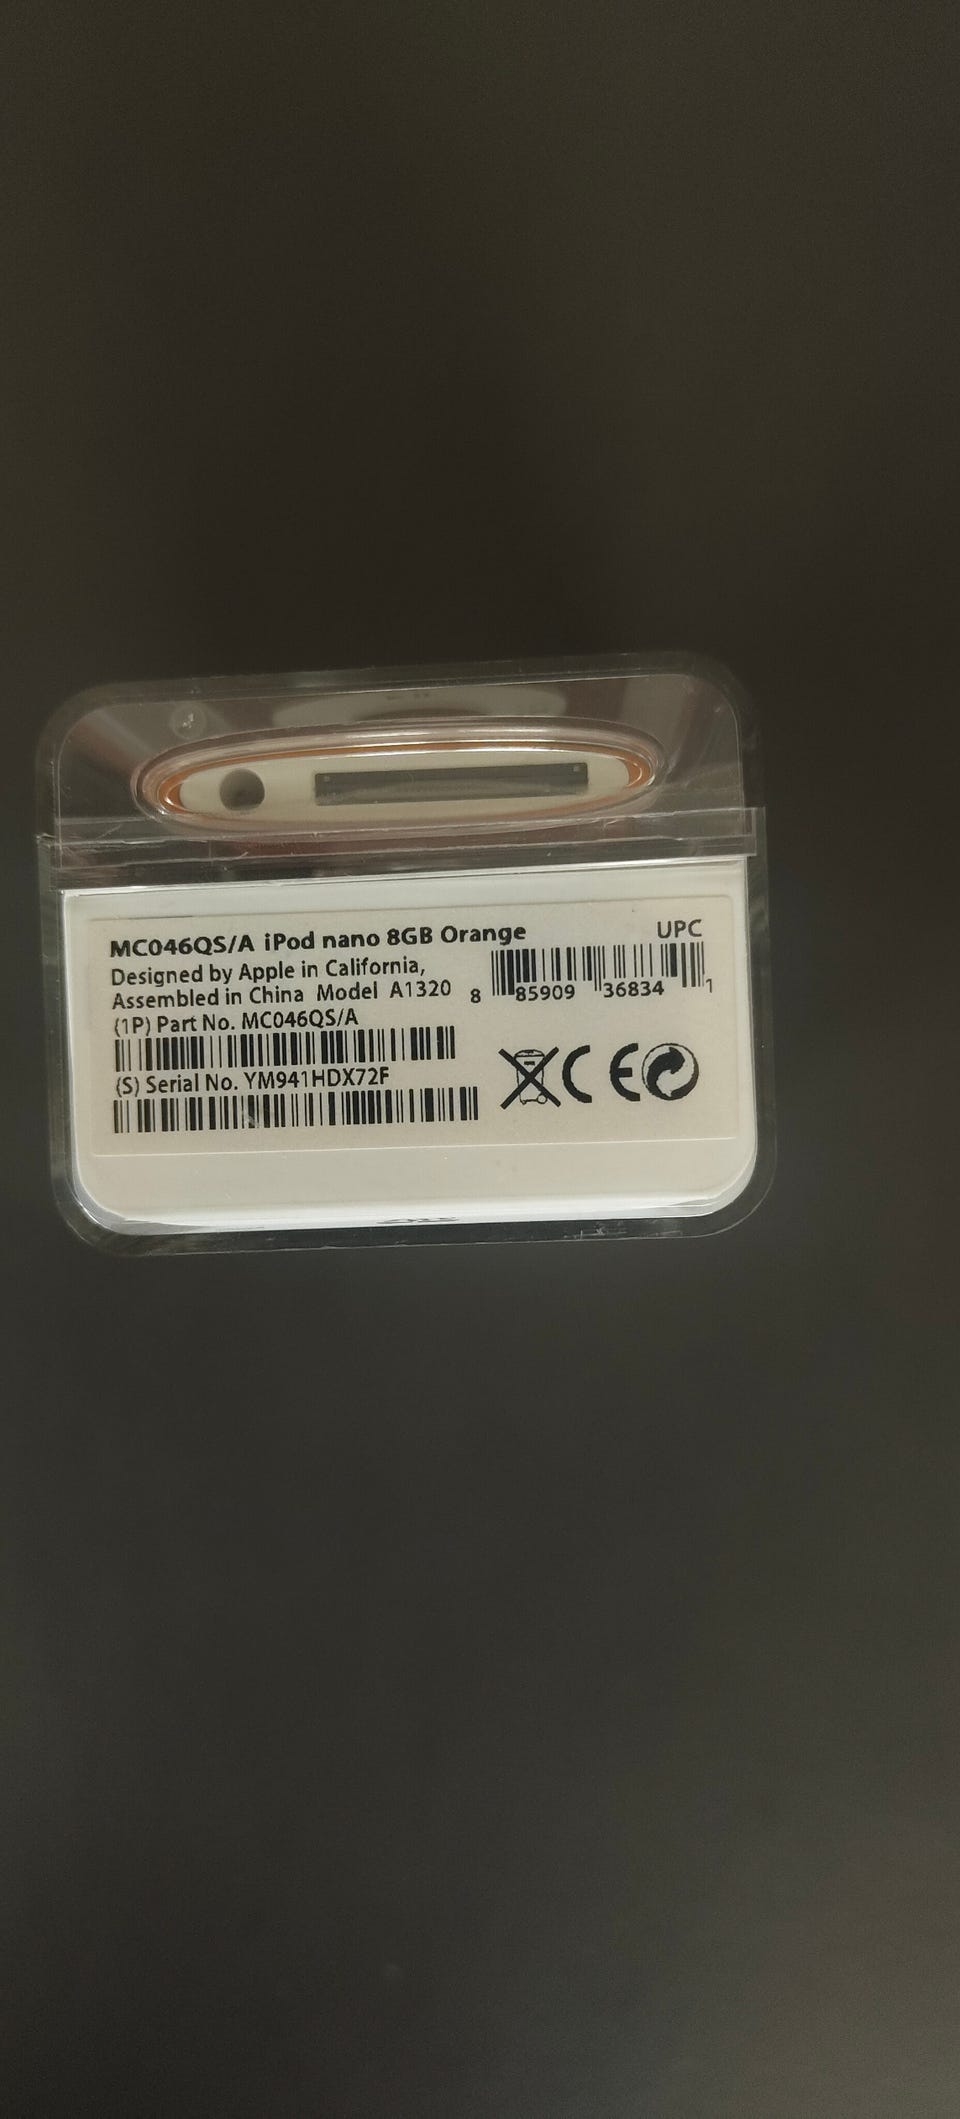 MC046QS/A iPod nano 8GB Orange
UPC
Designed by Apple in California,
Assembled in China Model A1320
8 85909 36834 1
(1P) Part No. MC046QS/A
(S) Serial No. YM941HDX72F
CE